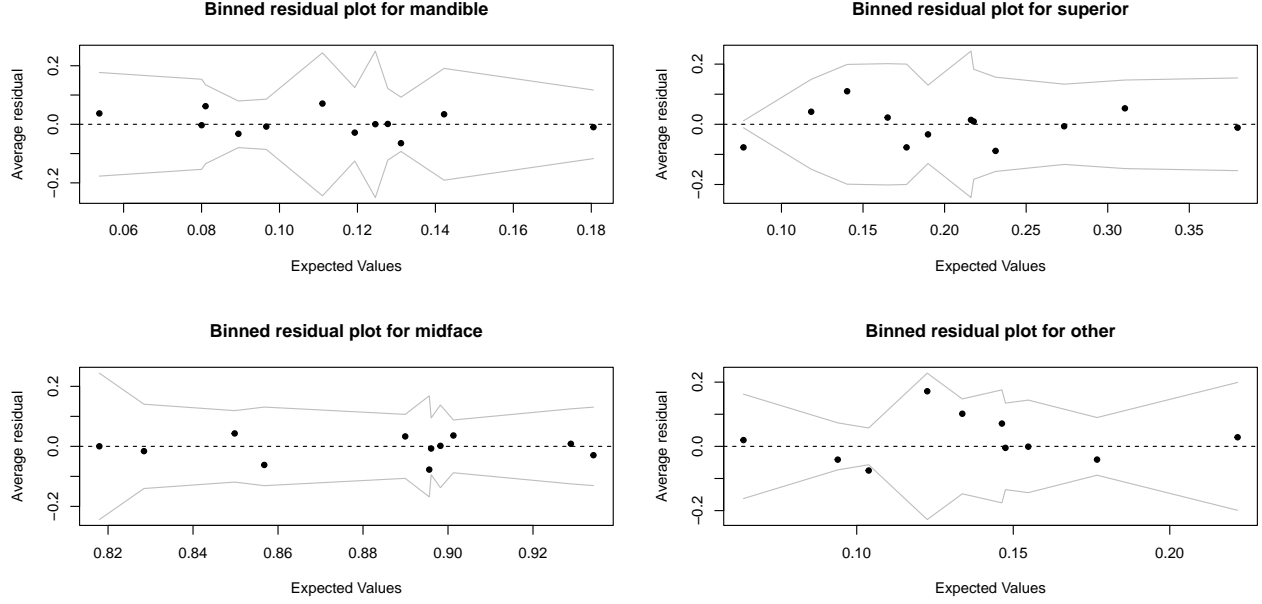 Binned residual plot for mandible
Average residual
0.2
0.0
−0.2
0.06 0.08 0.10 0.12 0.14 0.16 0.18
Expected Values
Binned residual plot for superior
Average residual
0.2
0.0
−0.2
0.10 0.15 0.20 0.25 0.30 0.35
Expected Values
Binned residual plot for midface
Average residual
0.2
0.0
−0.2
0.82 0.84 0.86 0.88 0.90 0.92
Expected Values
Binned residual plot for other
Average residual
0.2
0.0
−0.2
0.10 0.15 0.20
Expected Values